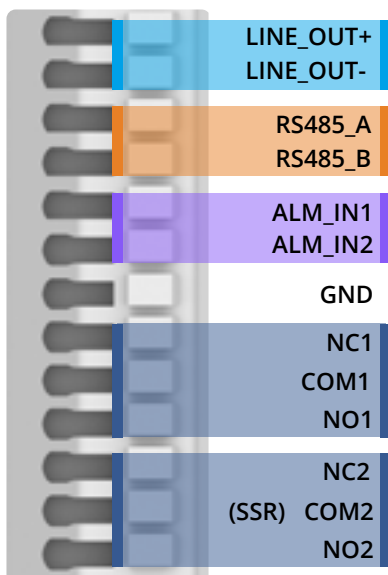 LINE_OUT+
LINE_OUT-
RS485_A
RS485_B
ALM_IN1
ALM_IN2
GND
NC1
COM1
NO1
NC2
(SSR) COM2
NO2